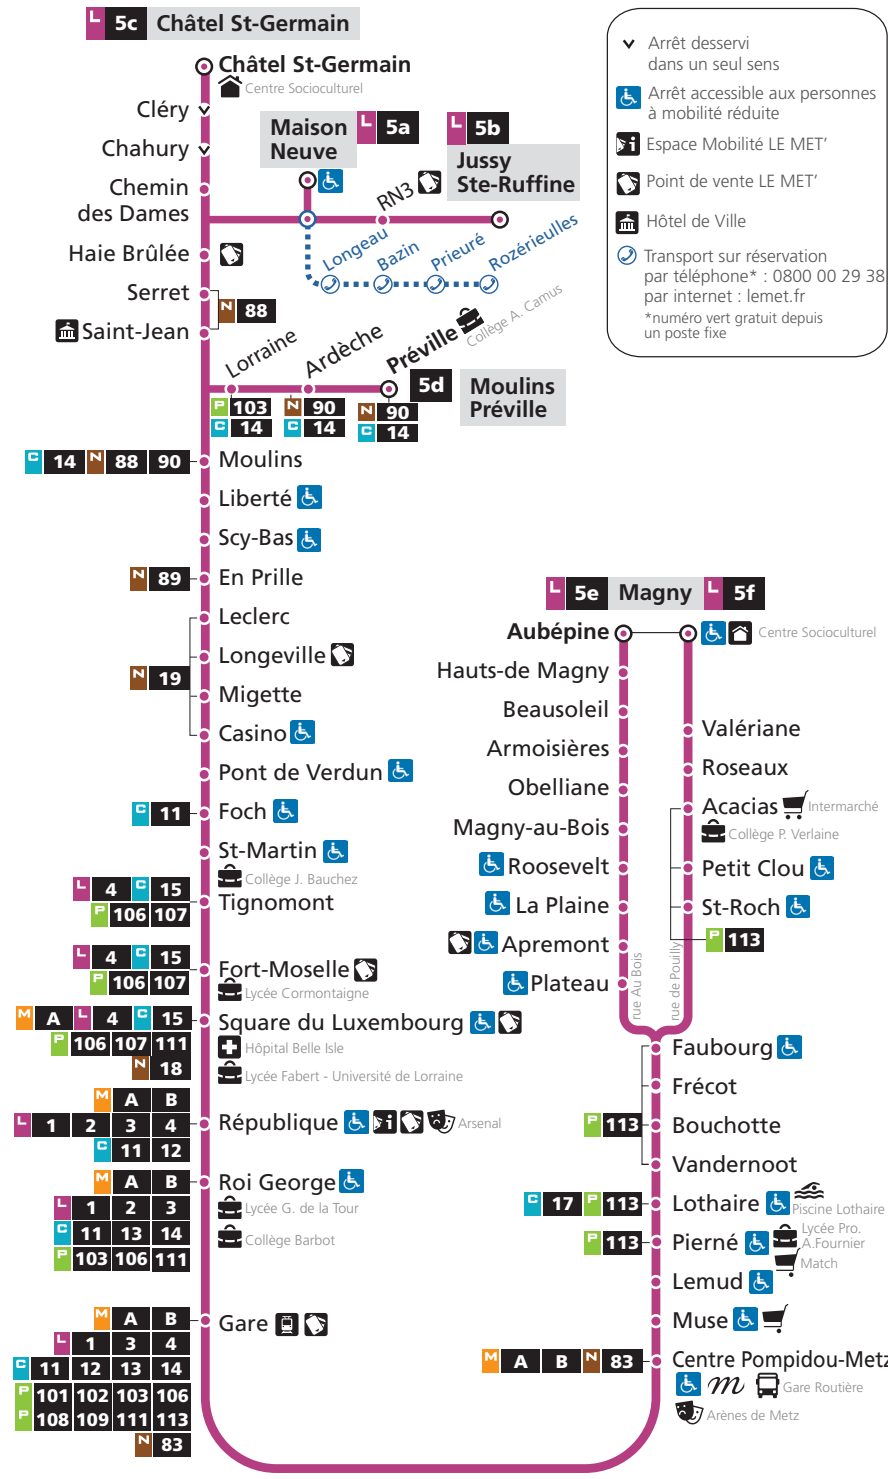 L 5c Châtel St-Germain
Châtel St-Germain
Centre Socioculturel
Cléry
Chahury
Chemin
des Dames
Maison
Neuve
L 5a
L 5b
Jussy
Ste-Ruffine
RN3
Longeau
Bazin
Prieuré
Rozérieulles
Haie Brûlée
Serret
N 88
Saint-Jean
Lorraine
Ardèche
Préville
Collège A. Camus
5d
Moulins
Préville
P 103
C 14
N 90
C 14
N 90
C 14
C 14 N 88 90
Moulins
Liberté
Scy-Bas
N 89
En Prille
Leclerc
Longeville
N 19
Migette
Casino
Pont de Verdun
C 11
Foch
St-Martin
Collège J. Bauchez
L 4 C 15
P 106 107
Tignomont
L 4 C 15
P 106 107
Fort-Moselle
Lycée Cormontaigne
M A L 4 C 15
P 106 107 111
N 18
Square du Luxembourg
Hôpital Belle Isle
Lycée Fabert - Université de Lorraine
M A B
L 1 2 3 4
C 11 12
République
i
Arsenal
M A B
L 1 2 3
C 11 13 14
P 103 106 111
Roi George
Lycée G. de la Tour
Collège Barbot
M A B
L 1 3 4
C 11 12 13 14
P 101 102 103 106
P 108 109 111 113
N 83
Gare
Arrêt desservi
dans un seul sens
Arrêt accessible aux personnes
à mobilité réduite
i
Espace Mobilité LE MET'
Point de vente LE MET'
Hôtel de Ville
Transport sur réservation
par téléphone* : 0800 00 29 38
par internet : lemet.fr
*numéro vert gratuit depuis
un poste fixe
L 5e Magny L 5f
Aubépine
Centre Socioculturel
Hauts-de Magny
Beausoleil
Armoisières
Obelliane
Magny-au-Bois
Roosevelt
La Plaine
Apremont
Plateau
rue Au Bois
rue de Pouilly
Valériane
Roseaux
Acacias
Intermarché
Collège P. Verlaine
Petit Clou
St-Roch
P 113
Faubourg
Frécot
P 113
Bouchotte
Vandernoot
C 17 P 113
Lothaire
Piscine Lothaire
P 113
Pierné
Lycée Pro.
A.Fournier
Match
Lemud
Muse
M A B N 83
Centre Pompidou-Metz
m
Gare Routière
Arènes de Metz